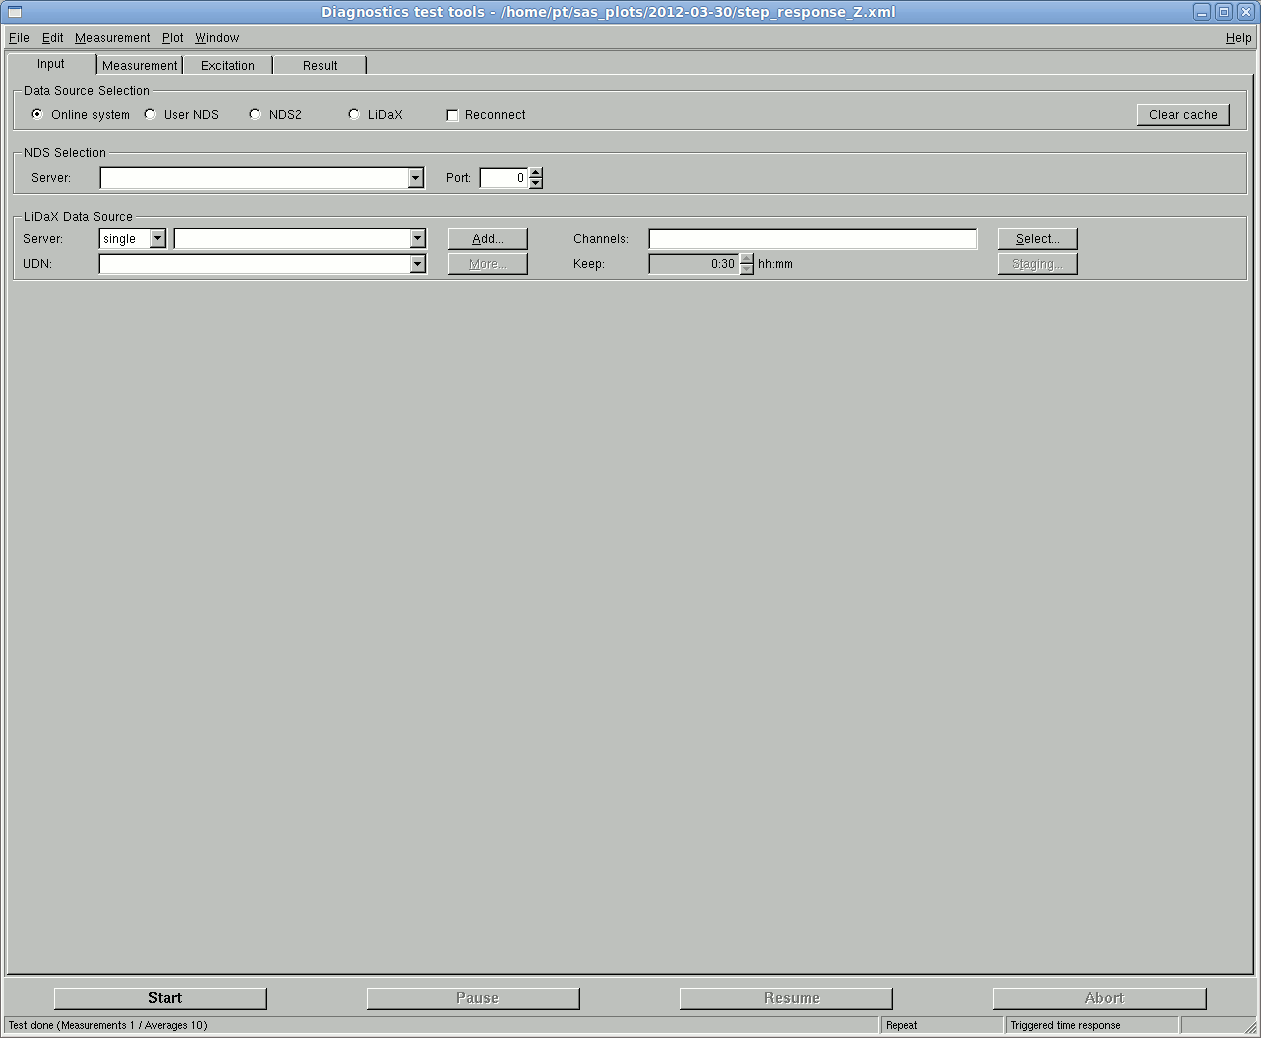 Diagnostics test tools - /home/pt/sas_plots/2012-03-30/step_response_Z.xml
File Edit Measurement Plot Window Help
Input Measurement Excitation Result
Data Source Selection
Online system User NDS NDS2 LiDaX Reconnect Clear cache
NDS Selection
Server: Port: 0
LiDaX Data Source
Server: single Add... Channels: Select...
UDN: More... Keep: 0:30 hh:mm Staging...
Start Pause Resume Abort
Test done (Measurements 1 / Averages 10) Repeat Triggered time response